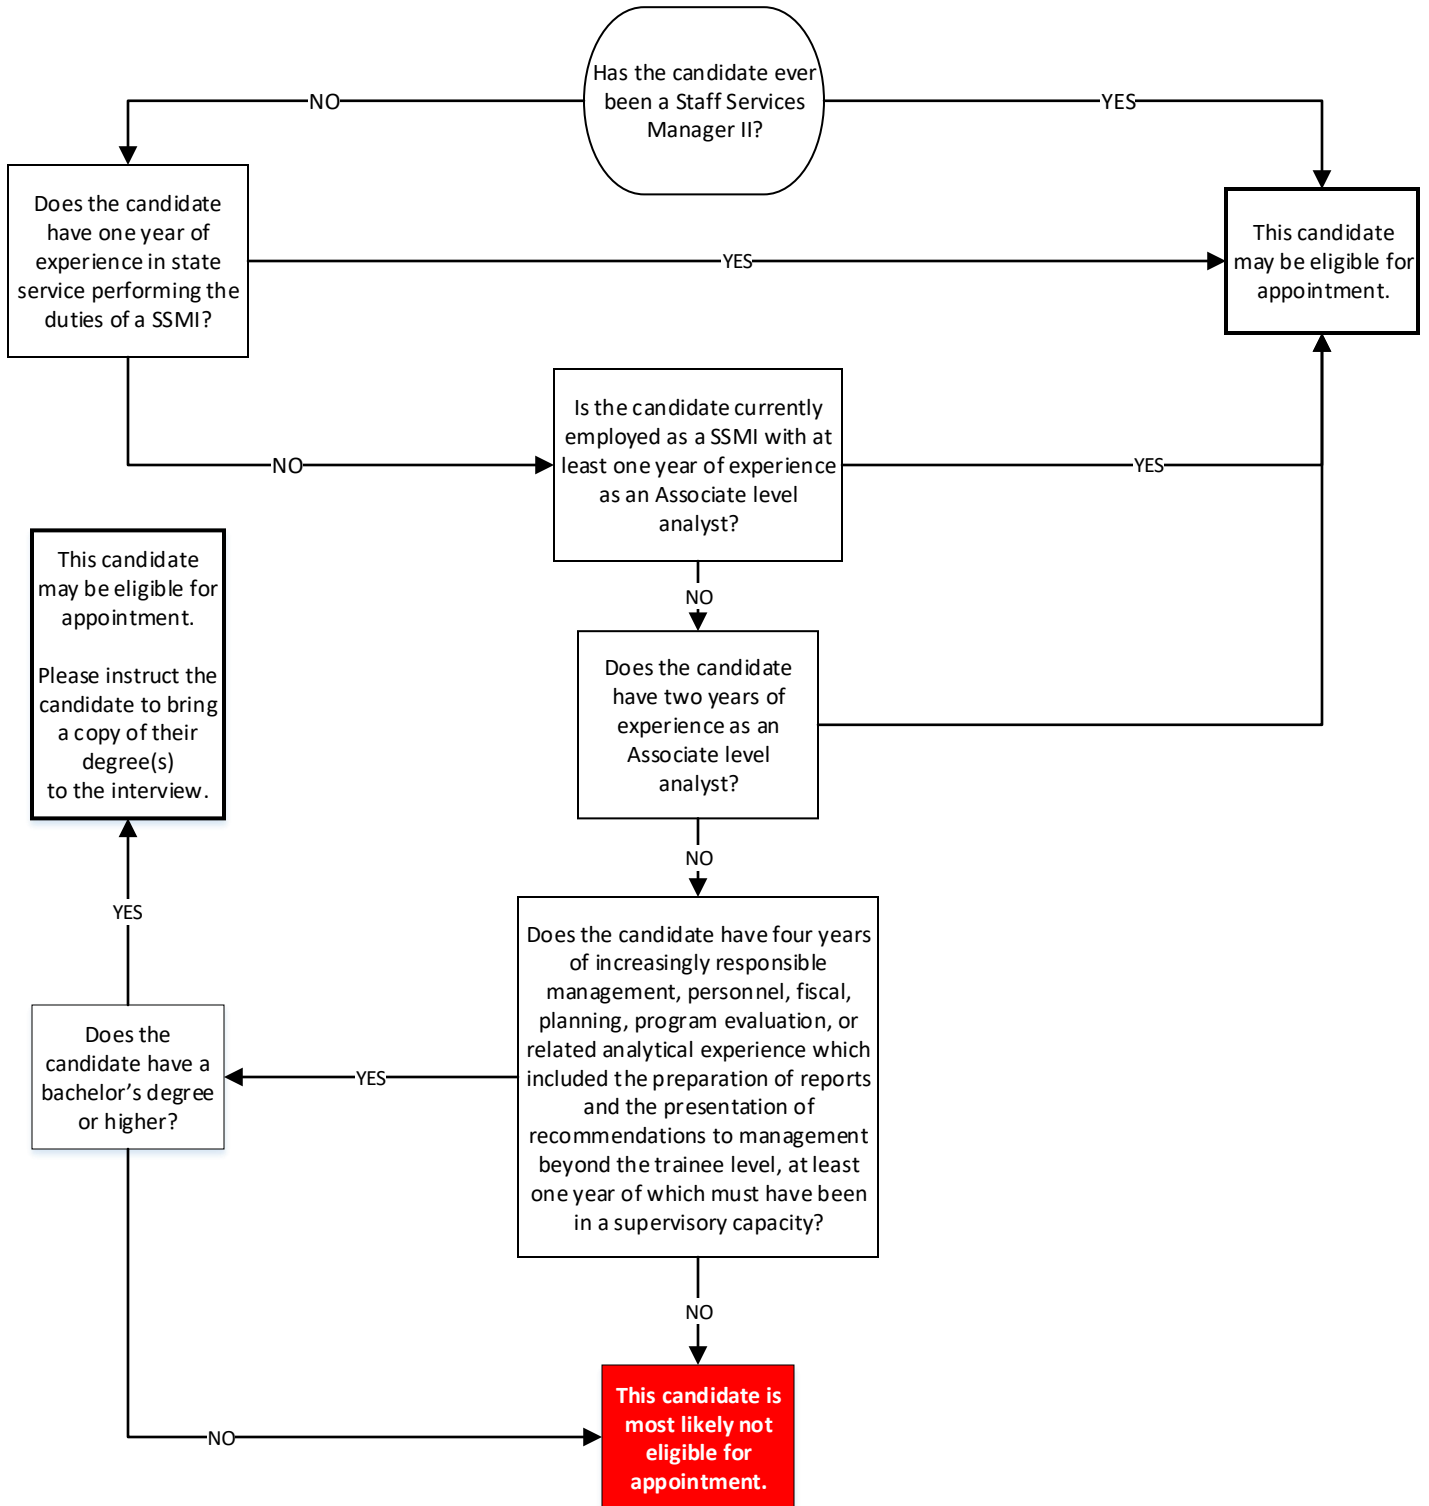 Has the candidate ever
been a Staff Services
Manager II?
NO
YES
Does the candidate
have one year of
experience in state
service performing the
duties of a SSMI?
YES
This candidate
may be eligible for
appointment.
NO
Is the candidate currently
employed as a SSMI with at
least one year of experience
as an Associate level
analyst?
YES
NO
This candidate
may be eligible for
appointment.
Please instruct the
candidate to bring
a copy of their
degree(s)
to the interview.
Does the candidate
have two years of
experience as an
Associate level
analyst?
NO
YES
Does the candidate have four years
of increasingly responsible
management, personnel, fiscal,
planning, program evaluation, or
related analytical experience which
included the preparation of reports
and the presentation of
recommendations to management
beyond the trainee level, at least
one year of which must have been
in a supervisory capacity?
YES
Does the
candidate have a
bachelor’s degree
or higher?
NO
NO
This candidate is
most likely not
eligible for
appointment.